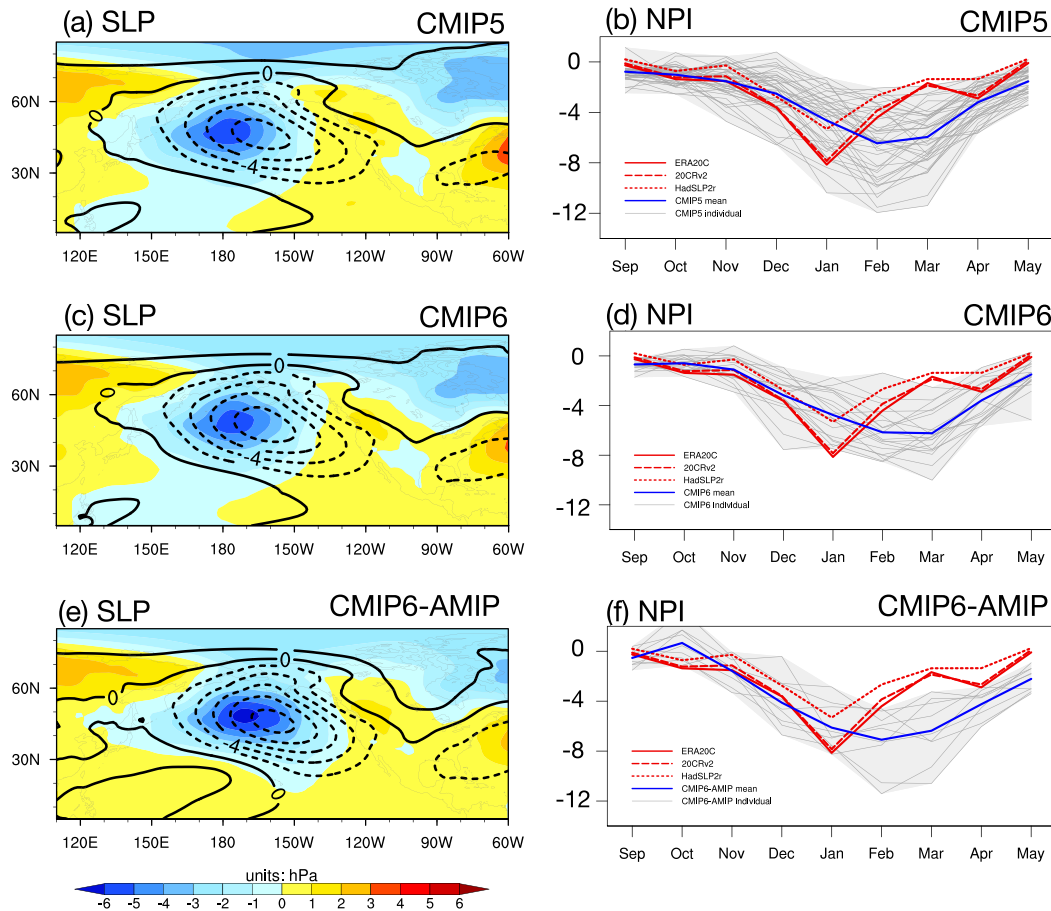 (a) SLP CMIP5
0
0
-4
60N
30N
120E 150E 180 150W 120W 90W 60W
(b) NPI CMIP5
0
-4
-8
-12
ERA20C
20CRv2
HadSLP2r
CMIP5 mean
CMIP5 individual
Sep Oct Nov Dec Jan Feb Mar Apr May
(c) SLP CMIP6
0
0
-4
60N
30N
120E 150E 180 150W 120W 90W 60W
(d) NPI CMIP6
0
-4
-8
-12
ERA20C
20CRv2
HadSLP2r
CMIP6 mean
CMIP6 Individual
Sep Oct Nov Dec Jan Feb Mar Apr May
(e) SLP CMIP6-AMIP
0
0
-4
0
60N
30N
120E 150E 180 150W 120W 90W 60W
(f) NPI CMIP6-AMIP
0
-4
-8
-12
ERA20C
20CRv2
HadSLP2r
CMIP6-AMIP mean
CMIP6-AMIP Individual
Sep Oct Nov Dec Jan Feb Mar Apr May
units: hPa
-6 -5 -4 -3 -2 -1 0 1 2 3 4 5 6